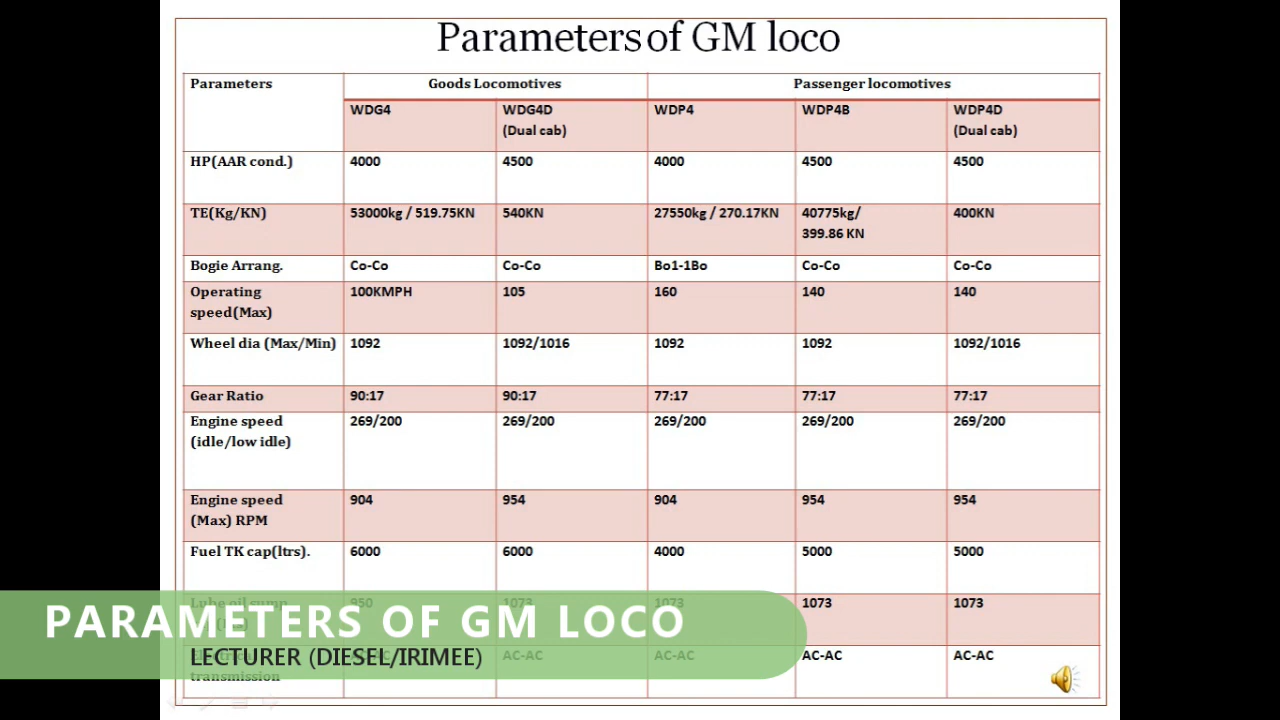 Parameters of GM loco
Parameters Goods Locomotives Passenger locomotives
WDG4 WDG4D WDP4 WDP4B WDP4D
(Dual cab) (Dual cab)
HP(AAR cond.) 4000 4500 4000 4500 4500
TE(Kg/KN) 53000kg / 519.75KN 540KN 27550kg / 270.17KN 40775kg/ 400KN
399.86 KN
Bogie Arrang. Co-Co Co-Co Bo1-1Bo Co-Co Co-Co
Operating 100KMPH 105 160 140 140
speed(Max)
Wheel dia (Max/Min) 1092 1092/1016 1092 1092 1092/1016
Gear Ratio 90:17 90:17 77:17 77:17 77:17
Engine speed 269/200 269/200 269/200 269/200 269/200
(idle/low idle)
Engine speed 904 954 904 954 954
(Max) RPM
Fuel TK cap(ltrs). 6000 6000 4000 5000 5000
Lube oil sump 950 1073 1073 1073 1073
AC-AC AC-AC AC-AC AC-AC
transmission
PARAMETERS OF GM LOCO
LECTURER (DIESEL/IRIMEE)